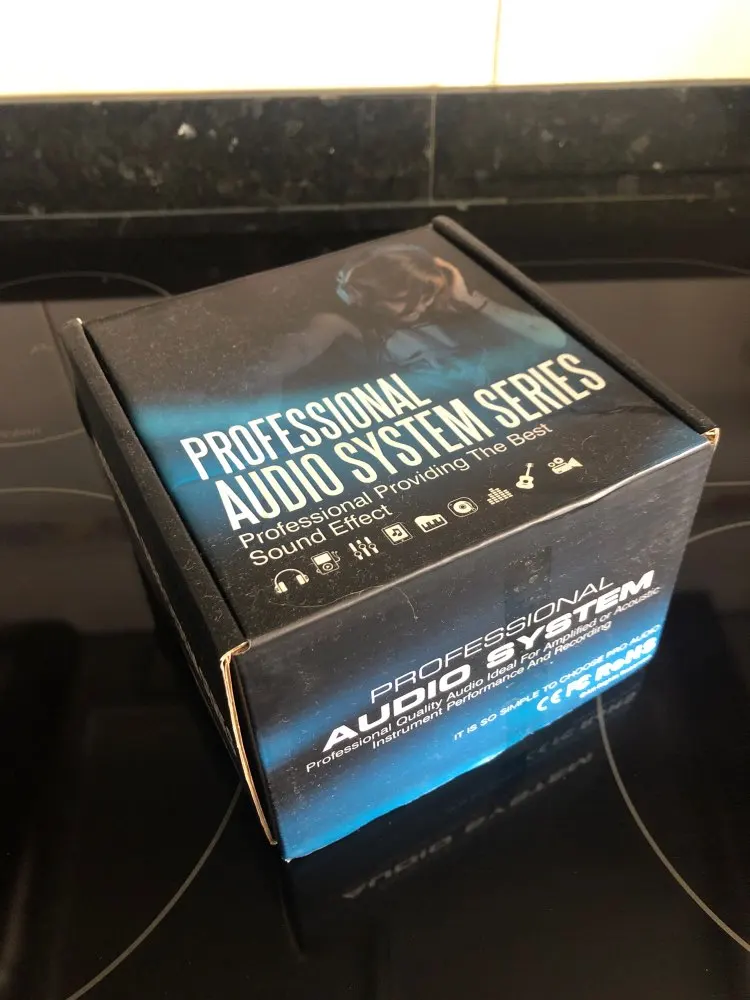 PROFESSIONAL
AUDIO SYSTEM SERIES
Professional Providing The Best
Sound Effect
PROFESSIONAL
AUDIO SYSTEM
Professional Quality Audio Ideal For Amplified or Acoustic
Instrument Performance And Recording
IT IS SO SIMPLE TO CHOOSE PRO AUDIO
CE FC RoHS